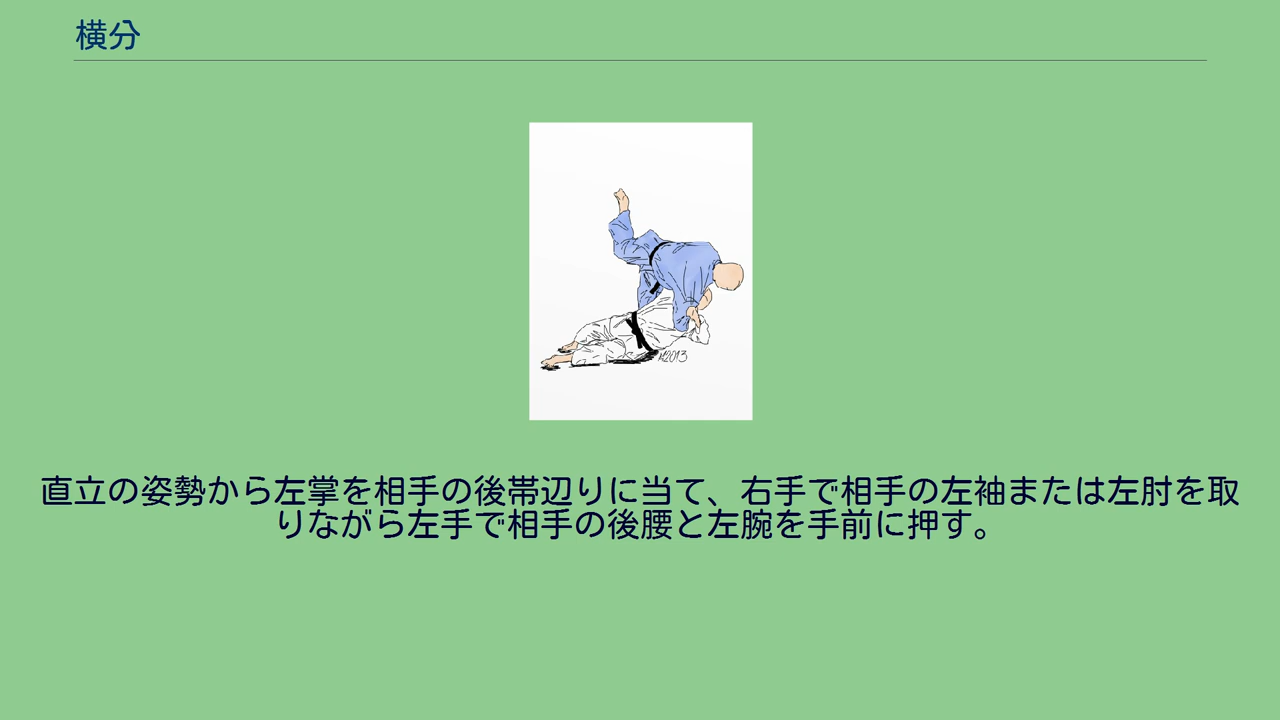 横分
直立の姿勢から左掌を相手の後帯辺りに当て、右手で相手の左袖または左肘を取
りながら左手で相手の後腰と左腕を手前に押す。